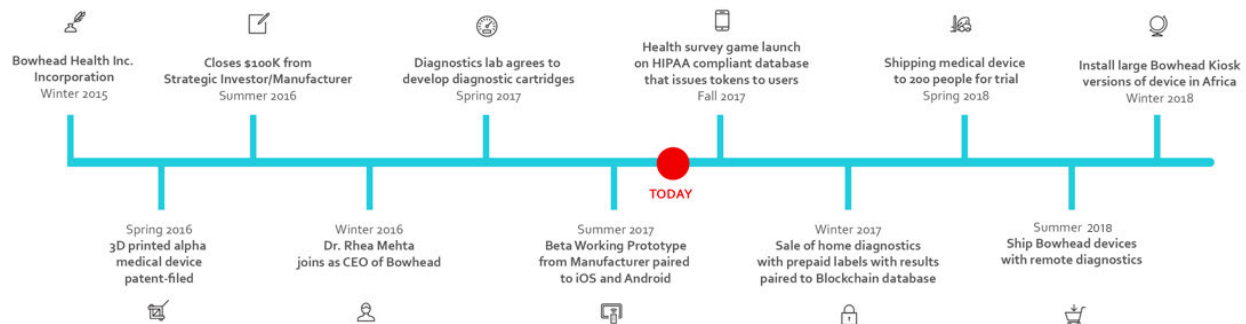 Bowhead Health Inc.
Incorporation
Winter 2015
Closes $100K from
Strategic Investor/Manufacturer
Summer 2016
Diagnostics lab agrees to
develop diagnostic cartridges
Spring 2017
Health survey game launch
on HIPAA compliant database
that issues tokens to users
Fall 2017
Shipping medical device
to 200 people for trial
Spring 2018
Install large Bowhead Kiosk
versions of device in Africa
Winter 2018
TODAY
Spring 2016
3D printed alpha
medical device
patent-filed
Winter 2016
Dr. Rhea Mehta
joins as CEO of Bowhead
Summer 2017
Beta Working Prototype
from Manufacturer paired
to iOS and Android
Winter 2017
Sale of home diagnostics
with prepaid labels with results
paired to Blockchain database
Summer 2018
Ship Bowhead devices
with remote diagnostics